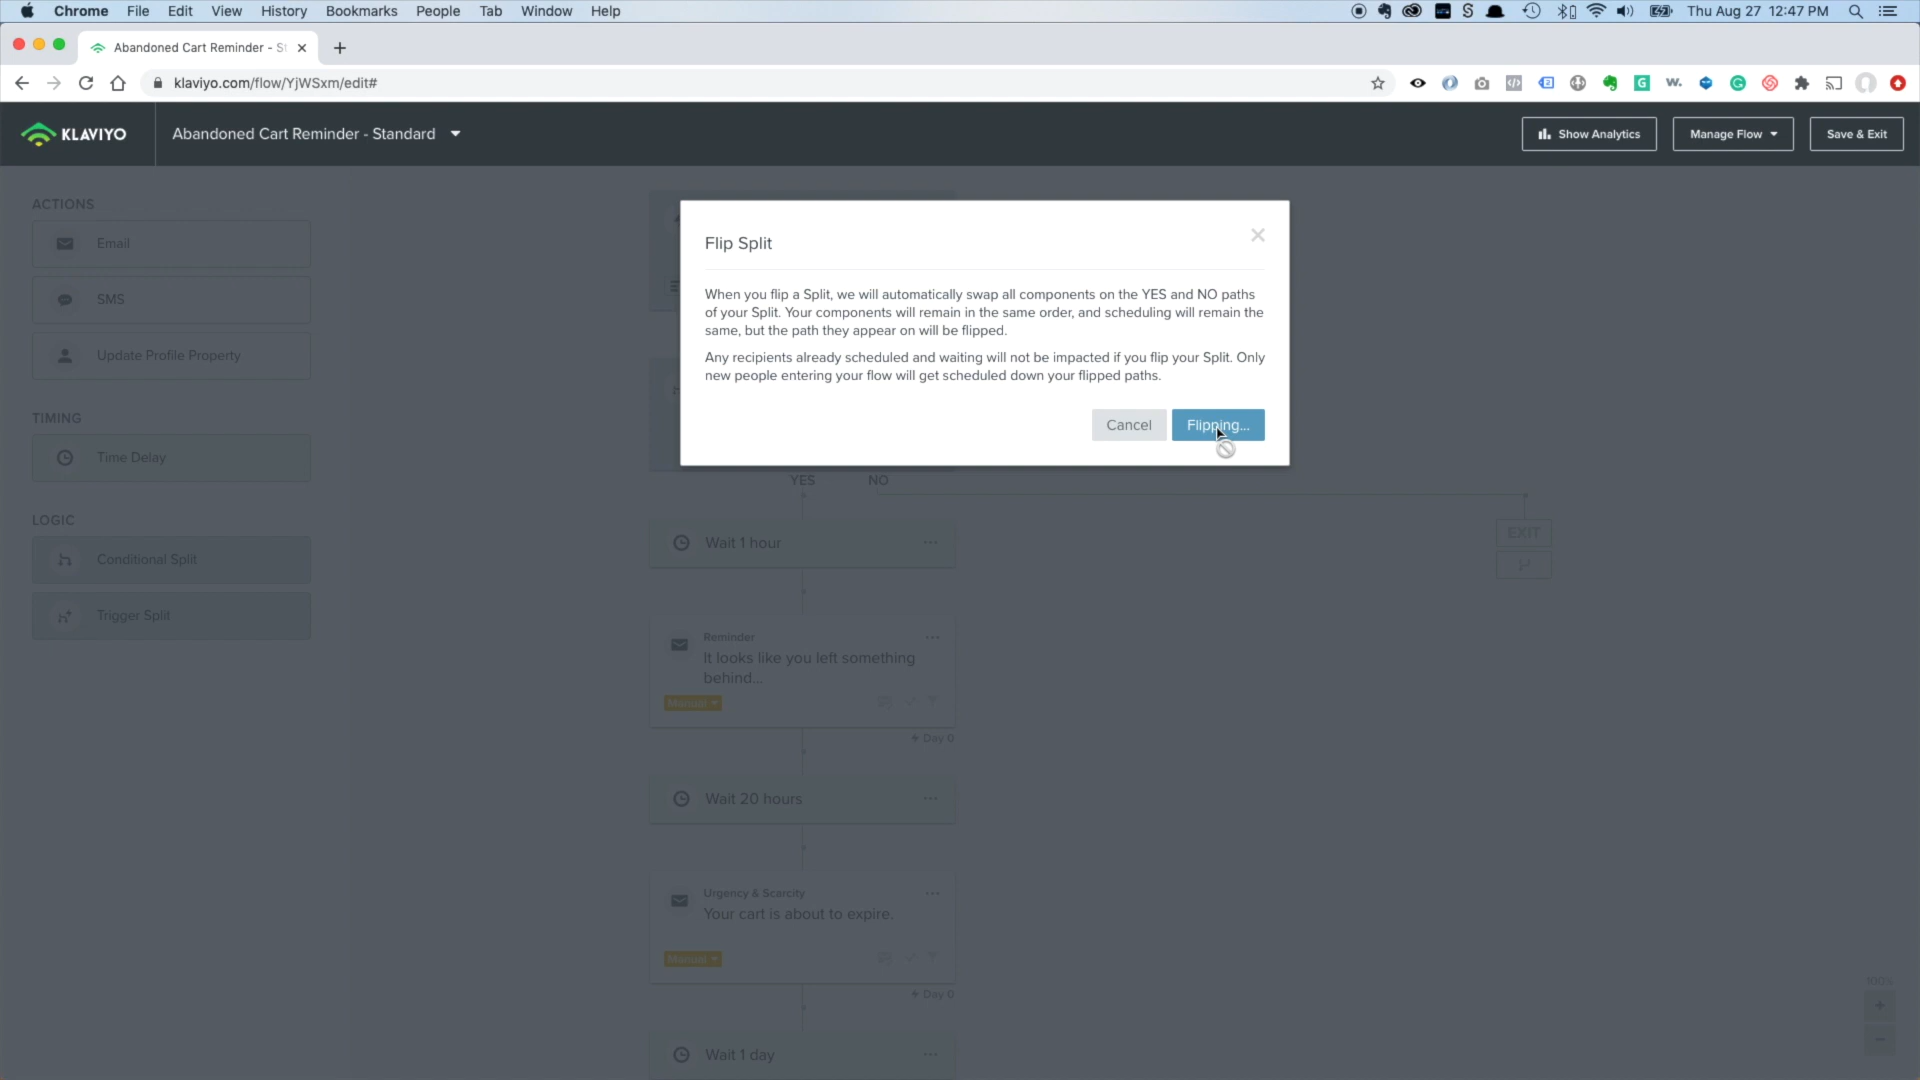 Chrome File Edit View History Bookmarks People Tab Window Help
Thu Aug 27 12:47 PM
Abandoned Cart Reminder - St
klaviyo.com/flow/YjWSxm/edit#
KLAVIYO
Abandoned Cart Reminder - Standard
Show Analytics
Manage Flow
Save & Exit
ACTIONS
Email
SMS
Update Profile Property
TIMING
Time Delay
LOGIC
Conditional Split
Trigger Split
Flip Split
When you flip a Split, we will automatically swap all components on the YES and NO paths
of your Split. Your components will remain in the same order, and scheduling will remain the
same, but the path they appear on will be flipped.
Any recipients already scheduled and waiting will not be impacted if you flip your Split. Only
new people entering your flow will get scheduled down your flipped paths.
Cancel
Flipping...
YES NO
EXIT
Wait 1 hour
Reminder
It looks like you left something
behind...
Manual
+ Day 0
Wait 20 hours
Urgency & Scarcity
Your cart is about to expire.
Manual
+ Day 0
Wait 1 day
100%